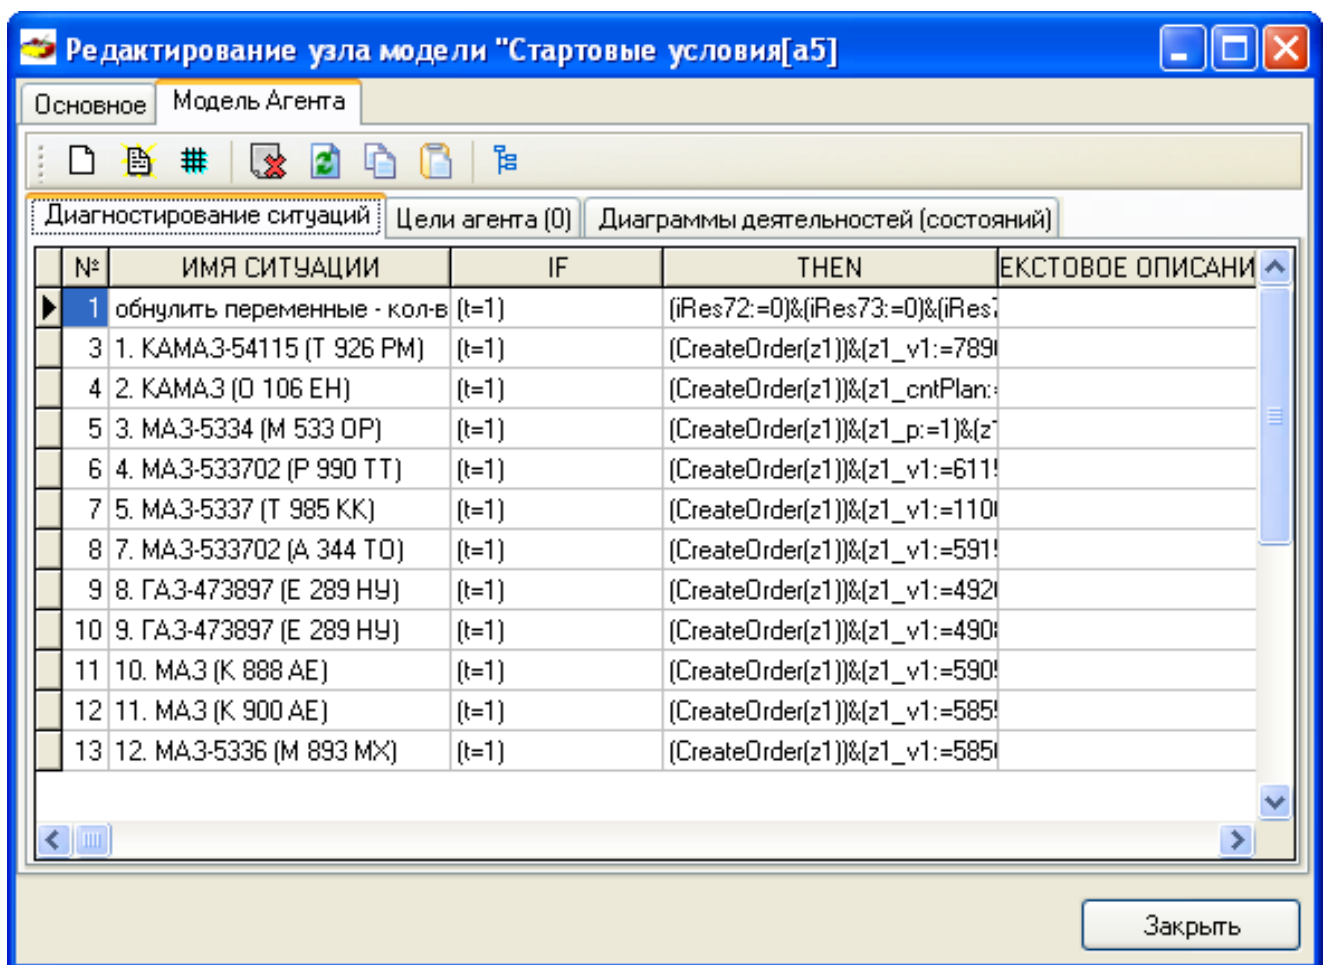 Редактирование узла модели "Стартовые условия[a5]
Основное Модель Агента
Диагностирование ситуаций Цели агента (0) Диаграммы деятельностей (состояний)
№ ИМЯ СИТУАЦИИ IF THEN ЕКСТОВОЕ ОПИСАНИ
1 обнулить переменные - кол-в (t=1) (iRes72:=0)&(iRes73:=0)&(iRes7
3 1. КАМАЗ-54115 (Т 926 РМ) (t=1) (CreateOrder(z1))&(z1_v1:=789
4 2. КАМАЗ (О 106 ЕН) (t=1) (CreateOrder(z1))&(z1_cntPlan:
5 3. МАЗ-5334 (М 533 ОР) (t=1) (CreateOrder(z1))&(z1_p:=1)&(z
6 4. МАЗ-533702 (Р 990 ТТ) (t=1) (CreateOrder(z1))&(z1_v1:=611
7 5. МАЗ-5337 (Т 985 КК) (t=1) (CreateOrder(z1))&(z1_v1:=110
8 7. МАЗ-533702 (А 344 ТО) (t=1) (CreateOrder(z1))&(z1_v1:=591
9 8. ГАЗ-473897 (Е 289 НУ) (t=1) (CreateOrder(z1))&(z1_v1:=492
10 9. ГАЗ-473897 (Е 289 НУ) (t=1) (CreateOrder(z1))&(z1_v1:=490
11 10. МАЗ (К 888 АЕ) (t=1) (CreateOrder(z1))&(z1_v1:=590
12 11. МАЗ (К 900 АЕ) (t=1) (CreateOrder(z1))&(z1_v1:=585
13 12. МАЗ-5336 (М 893 МХ) (t=1) (CreateOrder(z1))&(z1_v1:=585
Закрыть